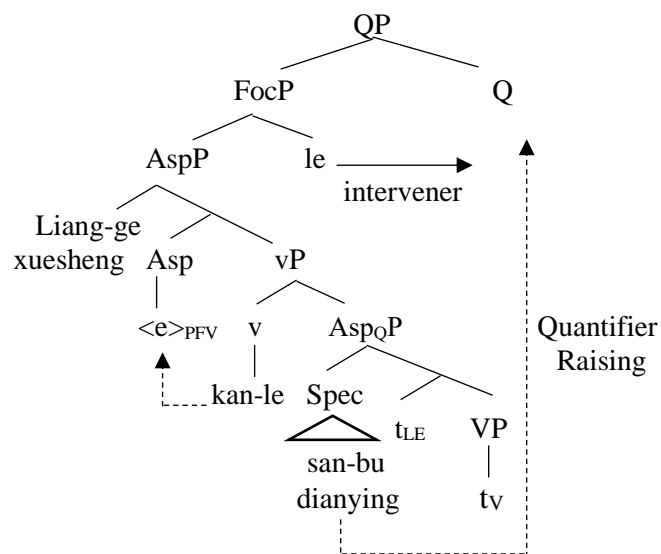 QP
FocP Q
AspP le
intervener
Liang-ge
xuesheng Asp vP
<e>PFV v AspQP Quantifier
Raising
kan-le Spec
tLE VP
san-bu
dianying tV